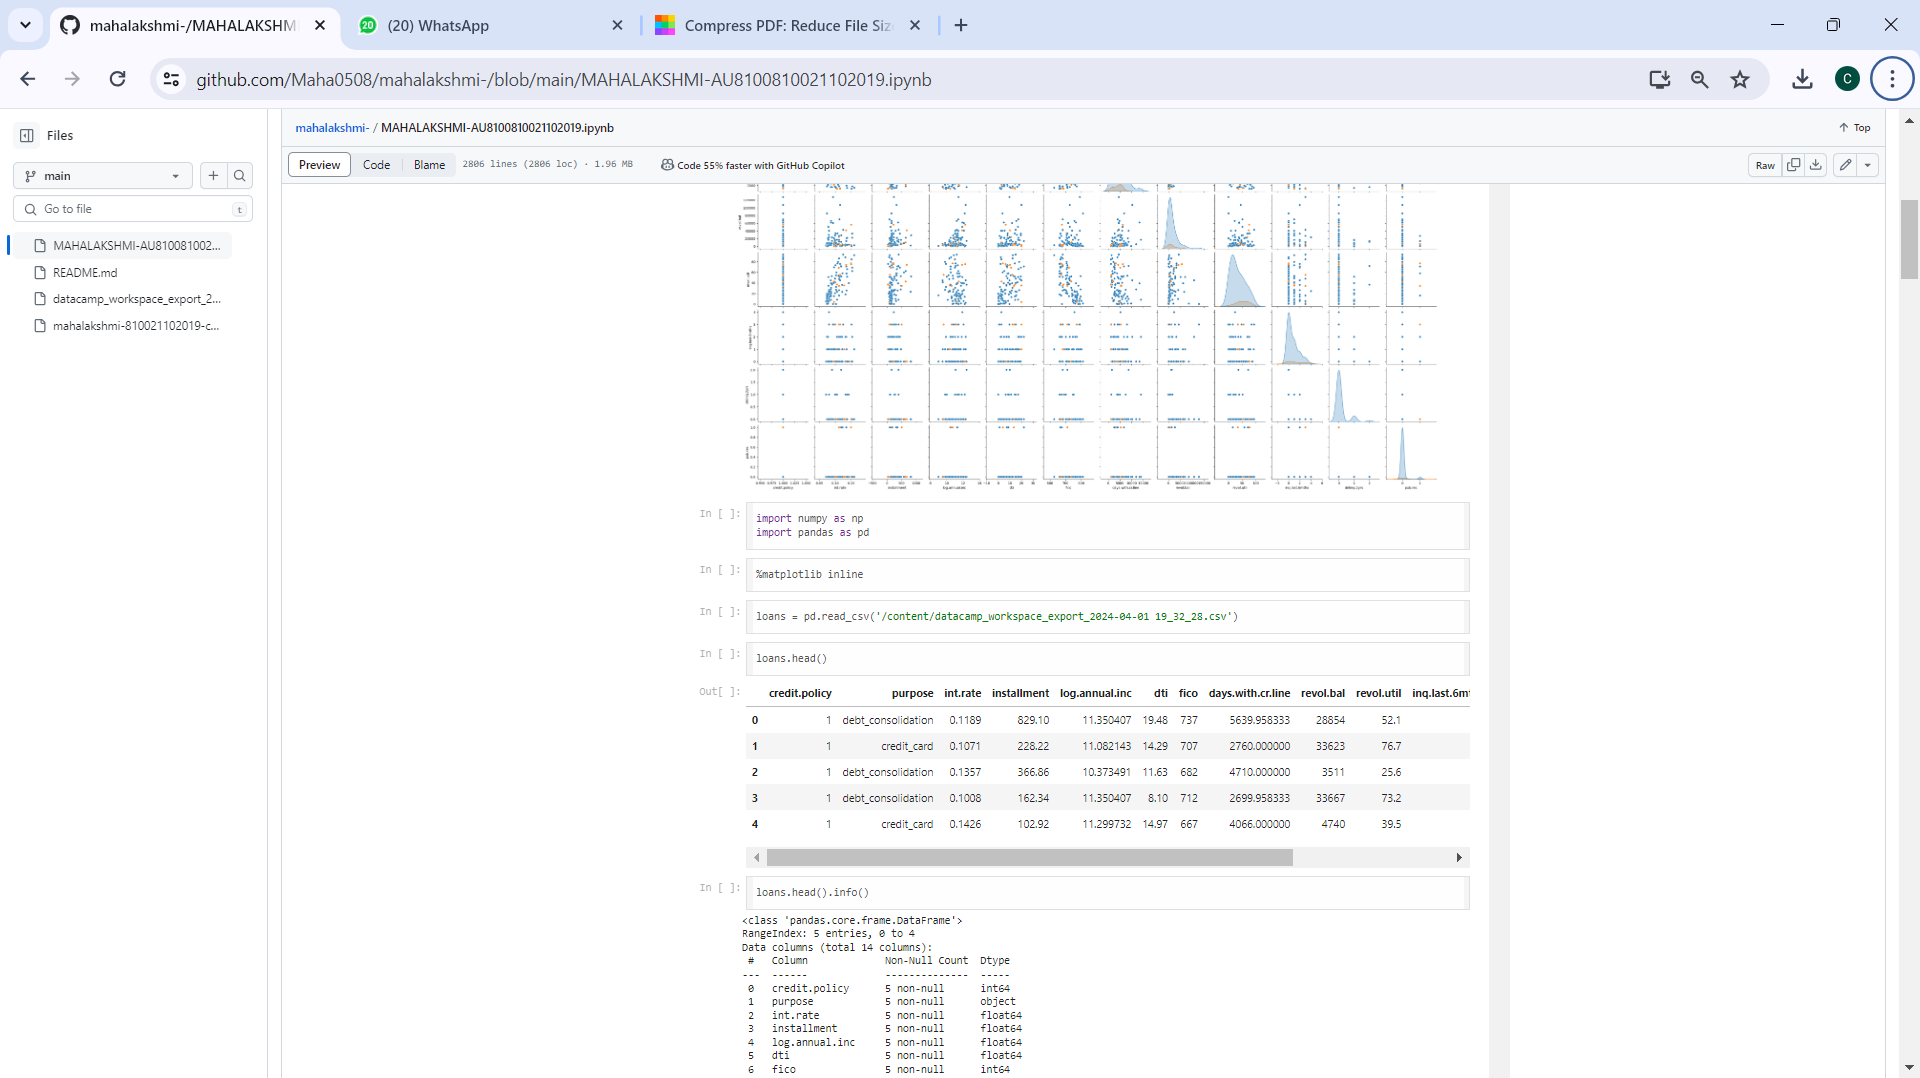 mahalakshmi-/MAHALAKSHM
(20) WhatsApp
Compress PDF: Reduce File Siz
github.com/Maha0508/mahalakshmi-/blob/main/MAHALAKSHMI-AU8100810021102019.ipynb
C
Files
mahalakshmi- / MAHALAKSHMI-AU8100810021102019.ipynb
Top
main
Preview
Code
Blame
2806 lines (2806 loc) · 1.96 MB
Code 55% faster with GitHub Copilot
Raw
Go to file
t
MAHALAKSHMI-AU810081002...
README.md
datacamp_workspace_export_2...
mahalakshmi-810021102019-c...
In [ ]:
import numpy as np
import pandas as pd
In [ ]:
%matplotlib inline
In [ ]:
loans = pd.read_csv('/content/datacamp_workspace_export_2024-04-01 19_32_28.csv')
In [ ]:
loans.head()
Out[ ]:
credit.policy purpose int.rate installment log.annual.inc dti fico days.with.cr.line revol.bal revol.util inq.last.6mt
0 1 debt_consolidation 0.1189 829.10 11.350407 19.48 737 5639.958333 28854 52.1
1 1 credit_card 0.1071 228.22 11.082143 14.29 707 2760.000000 33623 76.7
2 1 debt_consolidation 0.1357 366.86 10.373491 11.63 682 4710.000000 3511 25.6
3 1 debt_consolidation 0.1008 162.34 11.350407 8.10 712 2699.958333 33667 73.2
4 1 credit_card 0.1426 102.92 11.299732 14.97 667 4066.000000 4740 39.5
In [ ]:
loans.head().info()
<class 'pandas.core.frame.DataFrame'>
RangeIndex: 5 entries, 0 to 4
Data columns (total 14 columns):
# Column Non-Null Count Dtype
--- ------ -------------- -----
0 credit.policy 5 non-null int64
1 purpose 5 non-null object
2 int.rate 5 non-null float64
3 installment 5 non-null float64
4 log.annual.inc 5 non-null float64
5 dti 5 non-null float64
6 fico 5 non-null int64